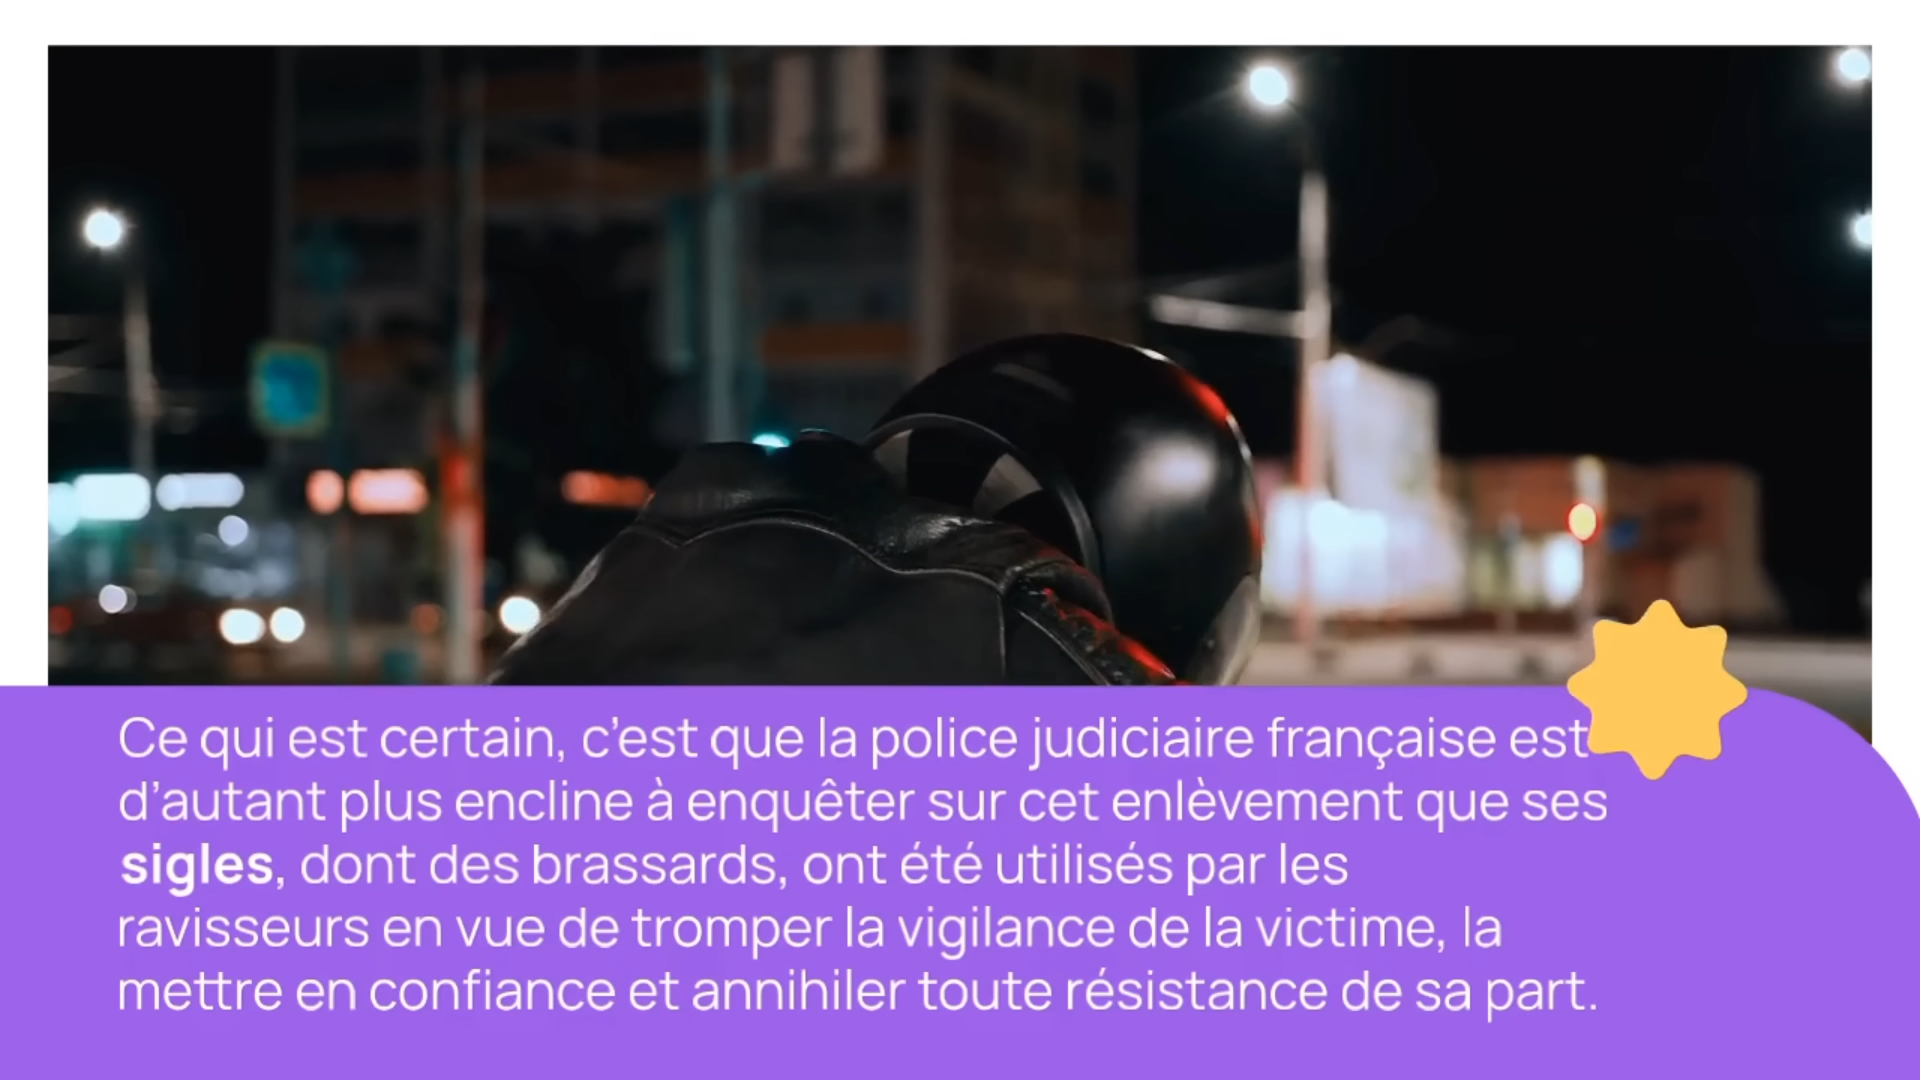 Ce qui est certain, c’est que la police judiciaire française est
d’autant plus encline à enquêter sur cet enlèvement que ses
sigles, dont des brassards, ont été utilisés par les
ravisseurs en vue de tromper la vigilance de la victime, la
mettre en confiance et annihiler toute résistance de sa part.